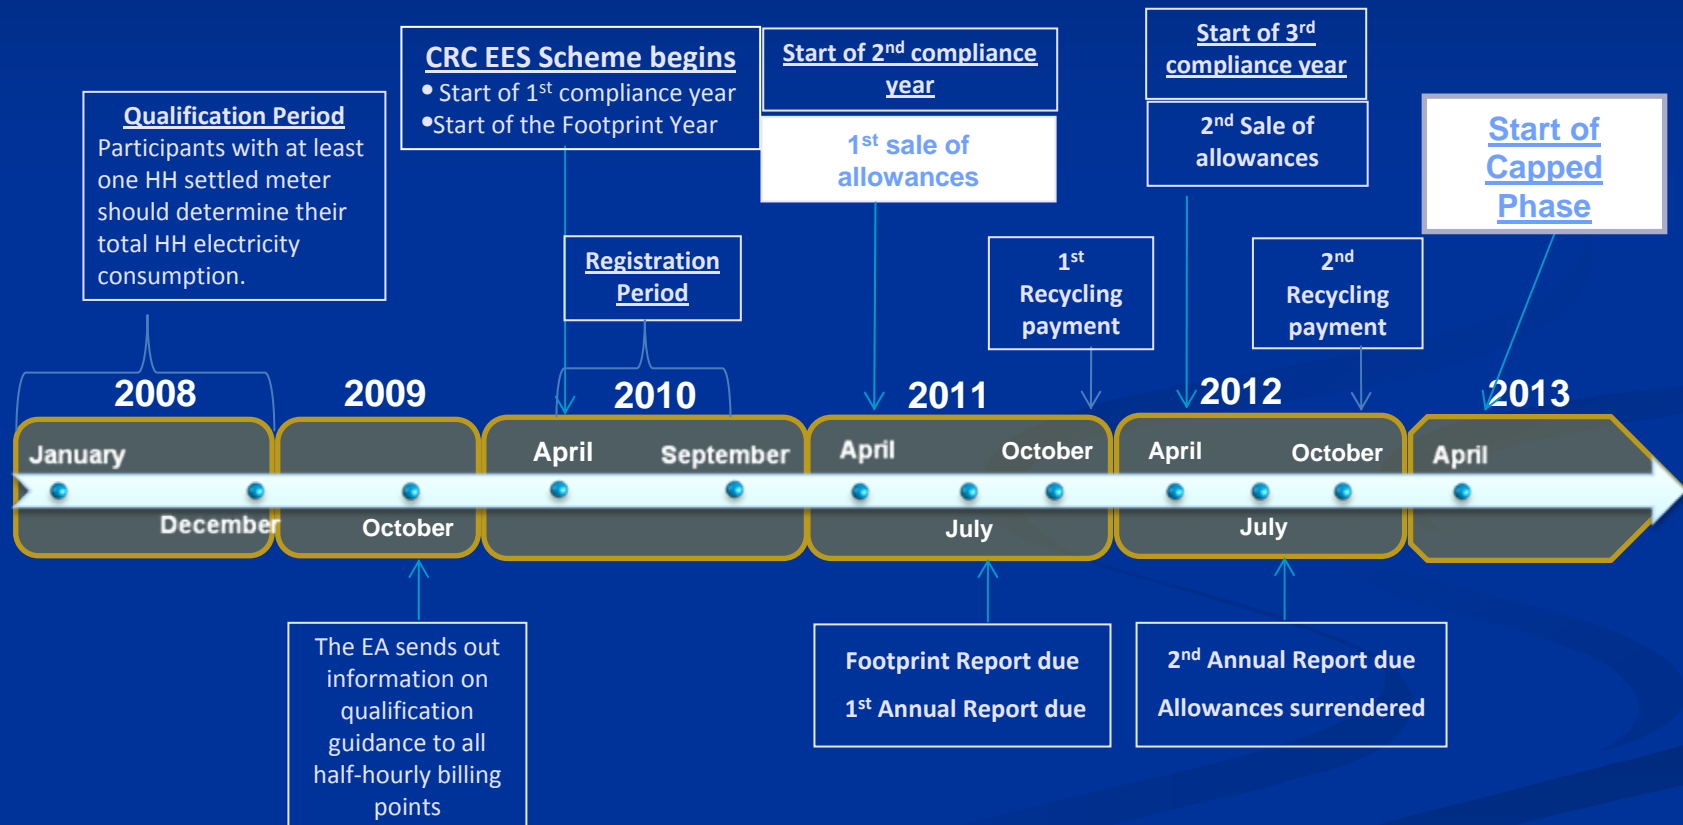 Qualification Period
Participants with at least
one HH settled meter
should determine their
total HH electricity
consumption.
CRC EES Scheme begins
• Start of 1st compliance year
•Start of the Footprint Year
Registration
Period
Start of 2nd compliance
year
1st sale of
allowances
1st
Recycling
payment
Start of 3rd
compliance year
2nd Sale of
allowances
2nd
Recycling
payment
Start of
Capped
Phase
2008
2009
2010
2011
2012
2013
January
December
October
April
September
April
July
October
April
July
October
April
The EA sends out
information on
qualification
guidance to all
half-hourly billing
points
Footprint Report due
1st Annual Report due
2nd Annual Report due
Allowances surrendered